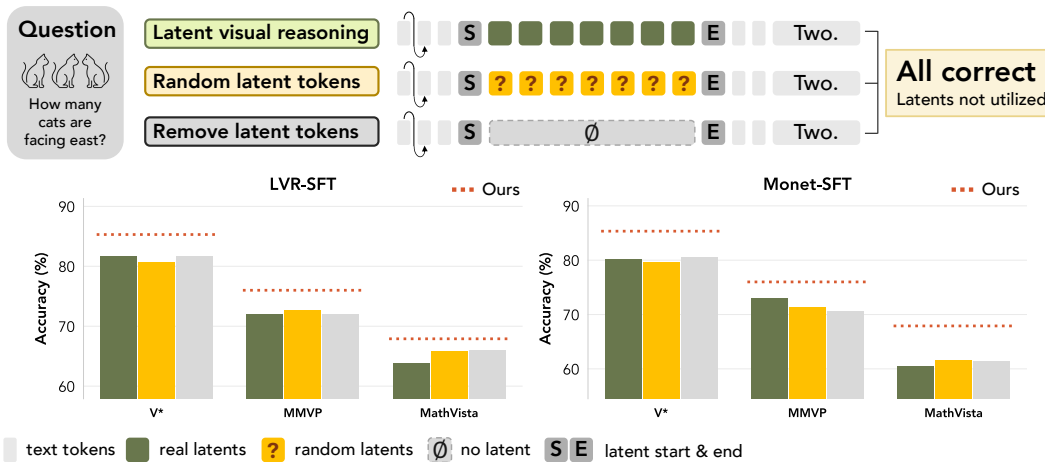 Question
How many
cats are
facing east?
Latent visual reasoning
S
E
Two.
Random latent tokens
S
? ? ? ? ? ? ?
E
Two.
Remove latent tokens
S
Ø
E
Two.
All correct
Latents not utilized
LVR-SFT
Ours
Accuracy (%)
90
80
70
60
V*
MMVP
MathVista
Monet-SFT
Ours
Accuracy (%)
90
80
70
60
V*
MMVP
MathVista
text tokens
real latents
? random latents
Ø no latent
S E latent start & end